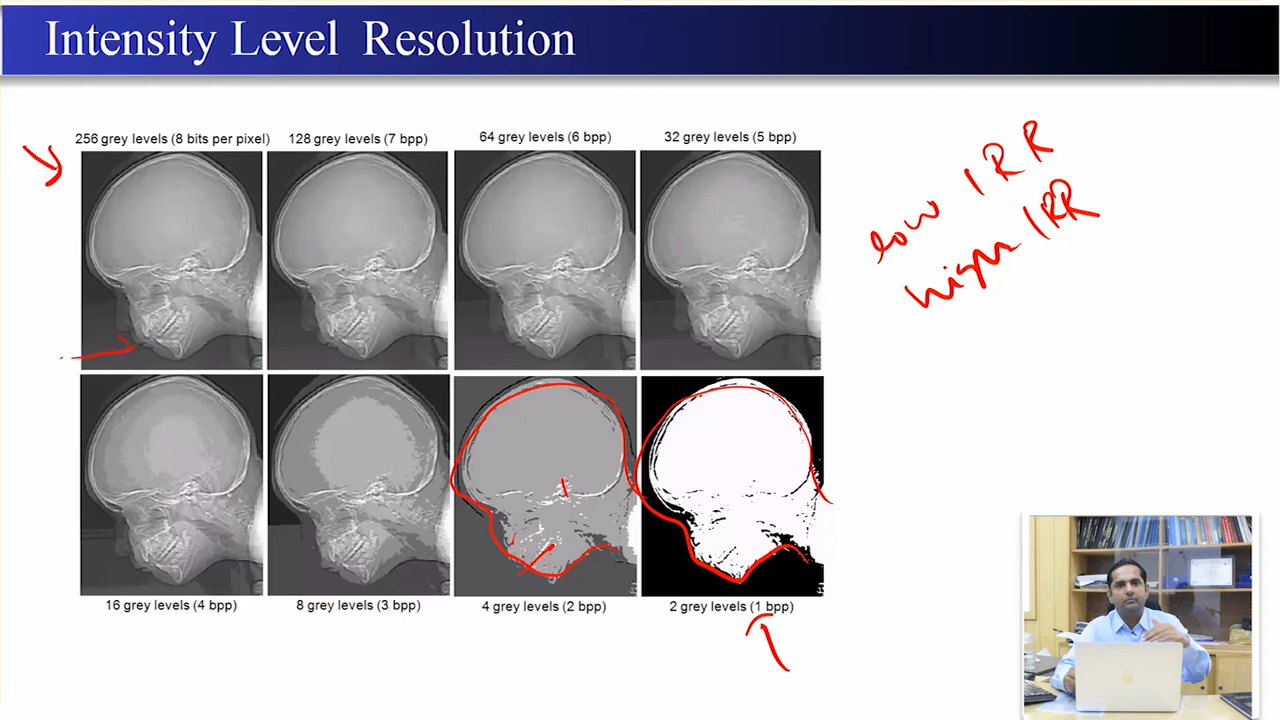 Intensity Level Resolution
256 grey levels (8 bits per pixel) 128 grey levels (7 bpp) 64 grey levels (6 bpp) 32 grey levels (5 bpp)
low IRR
high IRR
16 grey levels (4 bpp) 8 grey levels (3 bpp) 4 grey levels (2 bpp) 2 grey levels (1 bpp)